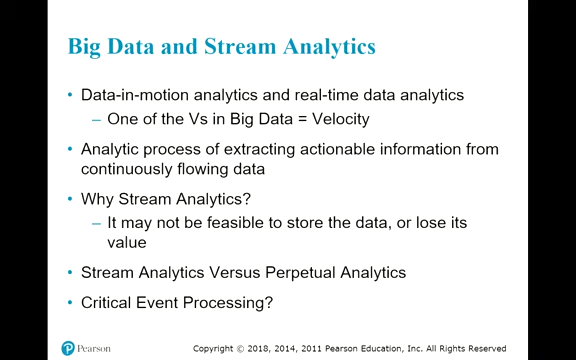 Big Data and Stream Analytics
• Data-in-motion analytics and real-time data analytics
– One of the Vs in Big Data = Velocity
• Analytic process of extracting actionable information from
continuously flowing data
• Why Stream Analytics?
– It may not be feasible to store the data, or lose its
value
• Stream Analytics Versus Perpetual Analytics
• Critical Event Processing?
Pearson
Copyright © 2018, 2014, 2011 Pearson Education, Inc. All Rights Reserved